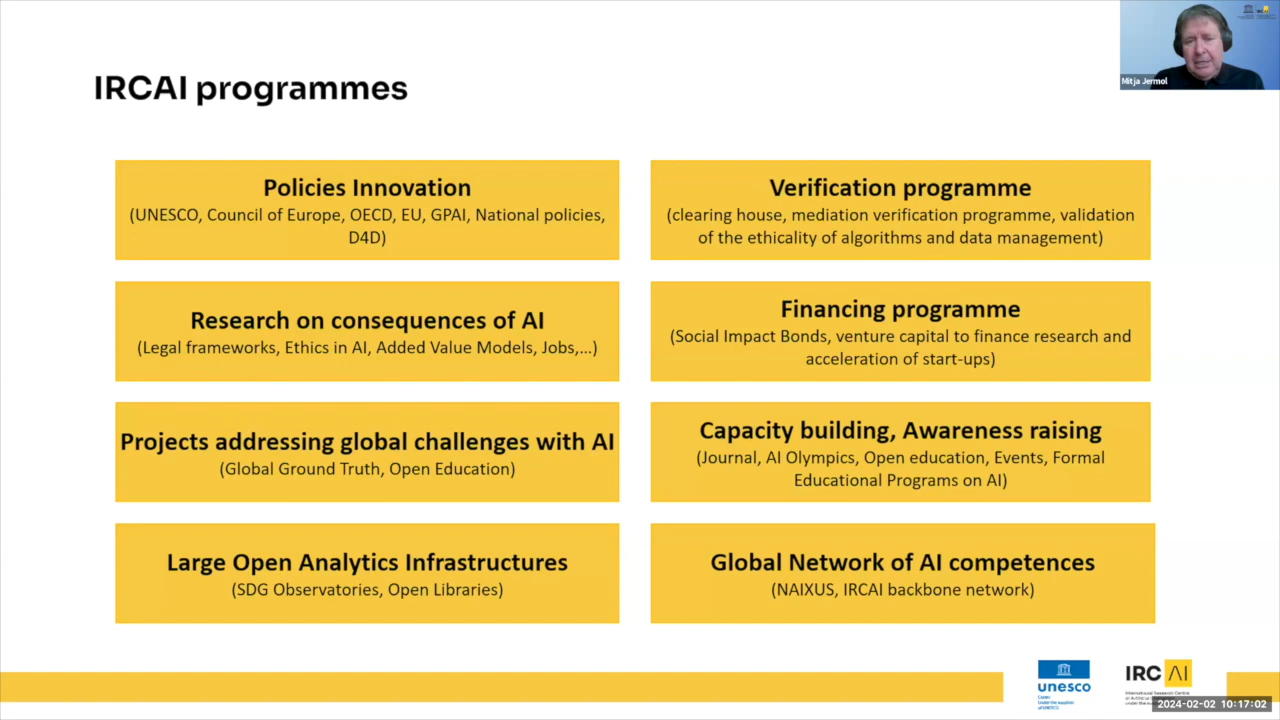 IRCAI programmes
Mitja Jermol
Policies Innovation
(UNESCO, Council of Europe, OECD, EU, GPAI, National policies,
D4D)
Verification programme
(clearing house, mediation verification programme, validation
of the ethicality of algorithms and data management)
Research on consequences of AI
(Legal frameworks, Ethics in AI, Added Value Models, Jobs,...)
Financing programme
(Social Impact Bonds, venture capital to finance research and
acceleration of start-ups)
Projects addressing global challenges with AI
(Global Ground Truth, Open Education)
Capacity building, Awareness raising
(Journal, AI Olympics, Open education, Events, Formal
Educational Programs on AI)
Large Open Analytics Infrastructures
(SDG Observatories, Open Libraries)
Global Network of AI competences
(NAIXUS, IRCAI backbone network)
unesco
IRCAI
2024-02-02 10:17:02